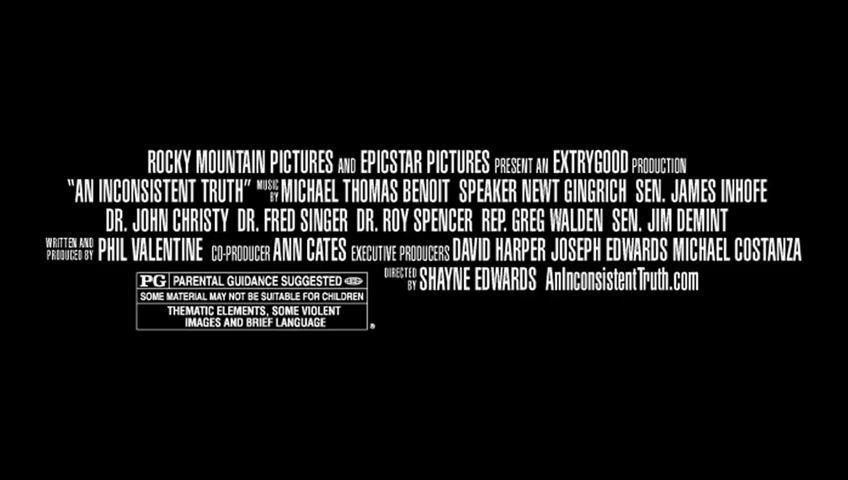 ROCKY MOUNTAIN PICTURES AND EPICSTAR PICTURES PRESENT AN EXTRYGOOD PRODUCTION
"AN INCONSISTENT TRUTH" MUSIC BY MICHAEL THOMAS BENOIT SPEAKER NEWT GINGRICH SEN. JAMES INHOFE
DR. JOHN CHRISTY DR. FRED SINGER DR. ROY SPENCER REP. GREG WALDEN SEN. JIM DEMINT
WRITTEN AND PRODUCED BY PHIL VALENTINE CO-PRODUCER ANN CATES EXECUTIVE PRODUCERS DAVID HARPER JOSEPH EDWARDS MICHAEL COSTANZA
DIRECTED BY SHAYNE EDWARDS AnInconsistentTruth.com
PG PARENTAL GUIDANCE SUGGESTED
SOME MATERIAL MAY NOT BE SUITABLE FOR CHILDREN
THEMATIC ELEMENTS, SOME VIOLENT
IMAGES AND BRIEF LANGUAGE
®